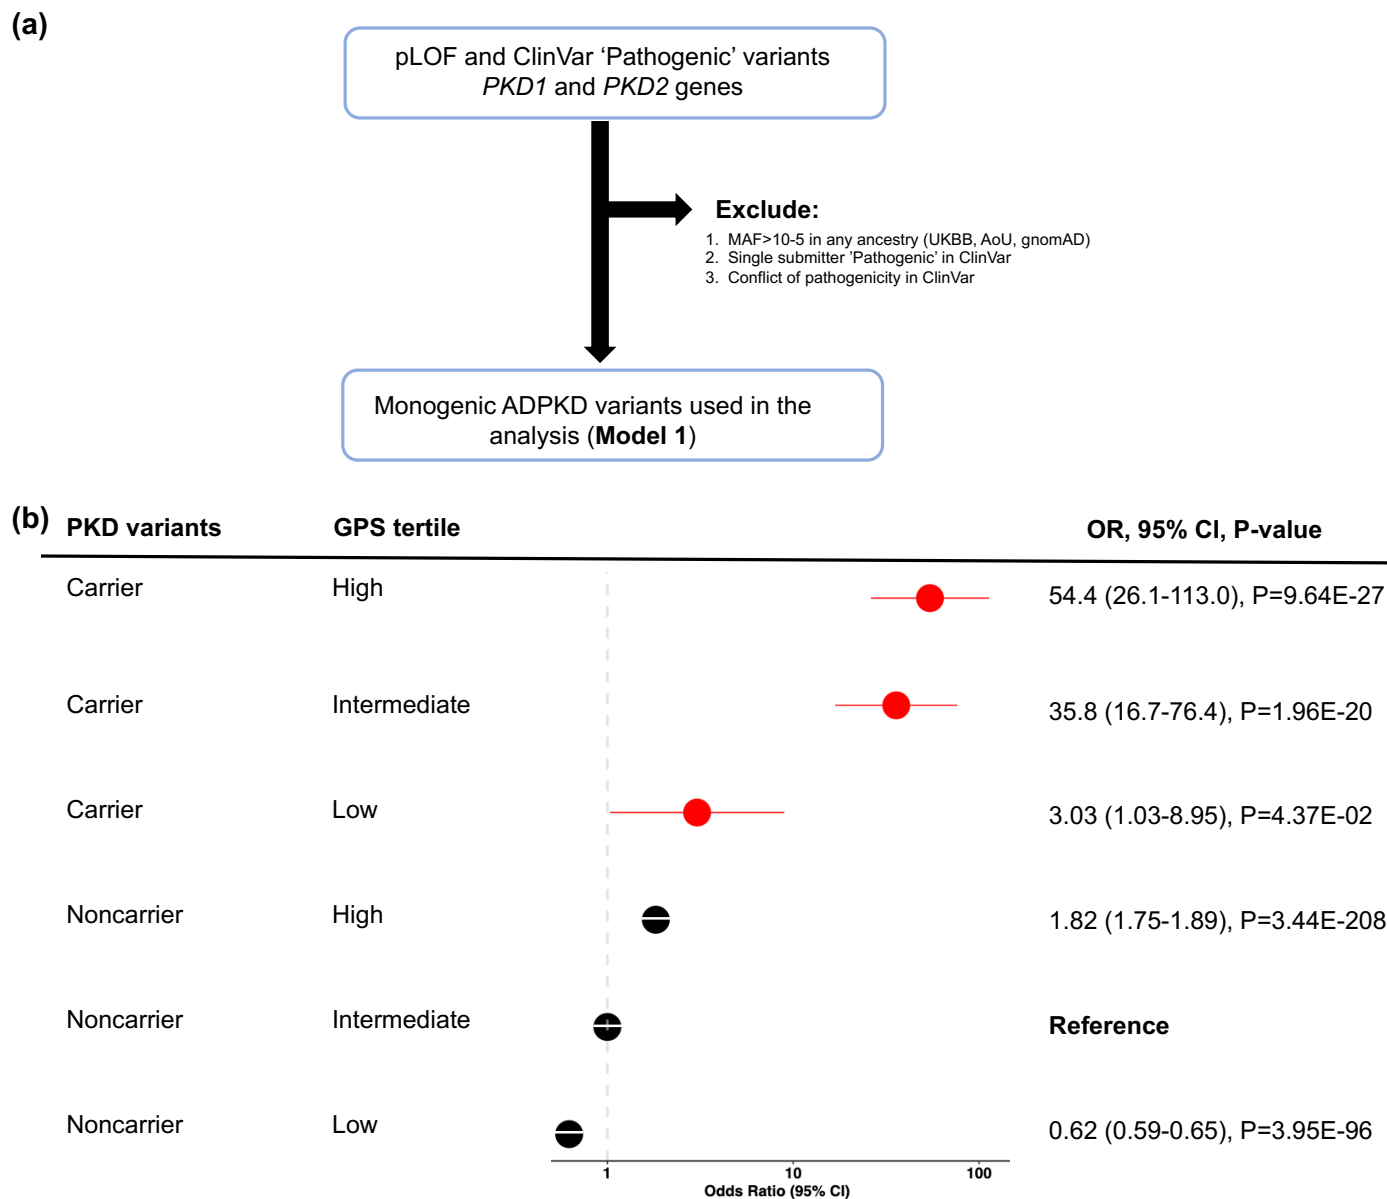 (a)
pLOF and ClinVar ‘Pathogenic’ variants
PKD1 and PKD2 genes
Exclude:
1. MAF>10-5 in any ancestry (UKBB, AoU, gnomAD)
2. Single submitter ’Pathogenic’ in ClinVar
3. Conflict of pathogenicity in ClinVar
Monogenic ADPKD variants used in the
analysis (Model 1)
(b)
PKD variants GPS tertile OR, 95% CI, P-value
Carrier High 54.4 (26.1-113.0), P=9.64E-27
Carrier Intermediate 35.8 (16.7-76.4), P=1.96E-20
Carrier Low 3.03 (1.03-8.95), P=4.37E-02
Noncarrier High 1.82 (1.75-1.89), P=3.44E-208
Noncarrier Intermediate Reference
Noncarrier Low 0.62 (0.59-0.65), P=3.95E-96
1 10 100
Odds Ratio (95% CI)